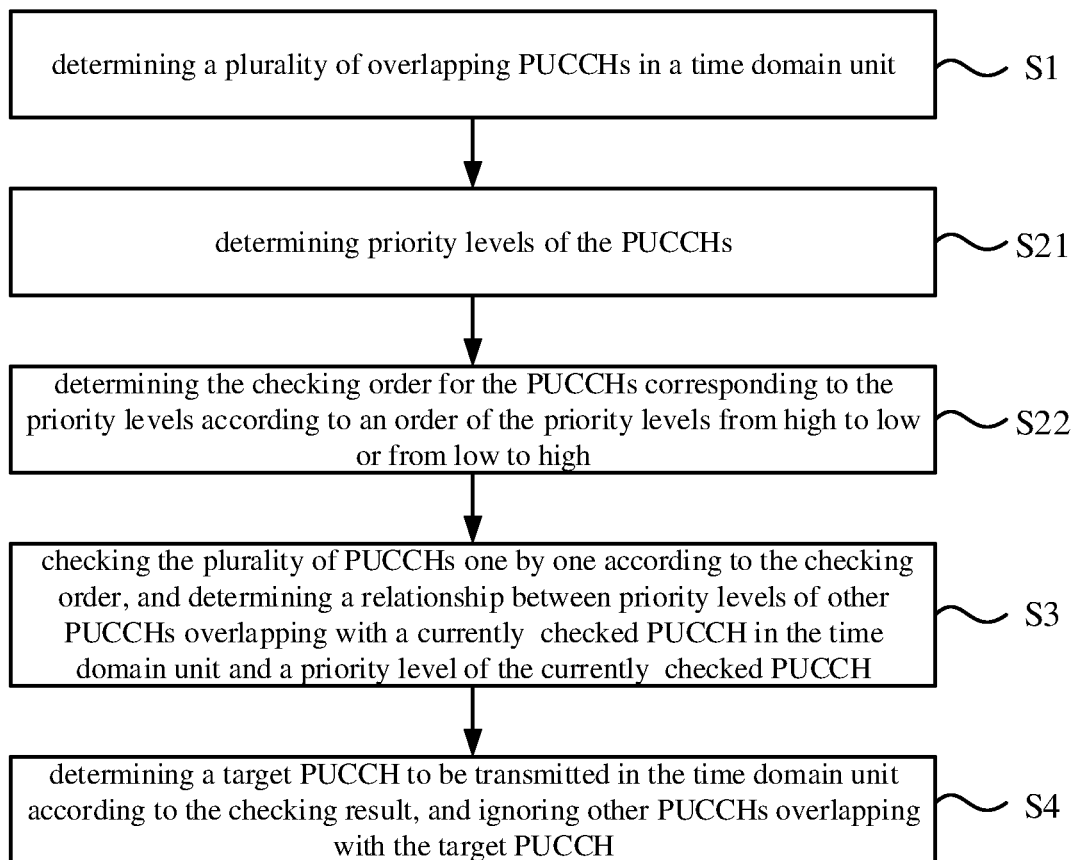 determining a plurality of overlapping PUCCHs in a time domain unit
S1
determining priority levels of the PUCCHs
S21
determining the checking order for the PUCCHs corresponding to the
priority levels according to an order of the priority levels from high to low
or from low to high
S22
checking the plurality of PUCCHs one by one according to the checking
order, and determining a relationship between priority levels of other
PUCCHs overlapping with a currently checked PUCCH in the time
domain unit and a priority level of the currently checked PUCCH
S3
determining a target PUCCH to be transmitted in the time domain unit
according to the checking result, and ignoring other PUCCHs overlapping
with the target PUCCH
S4